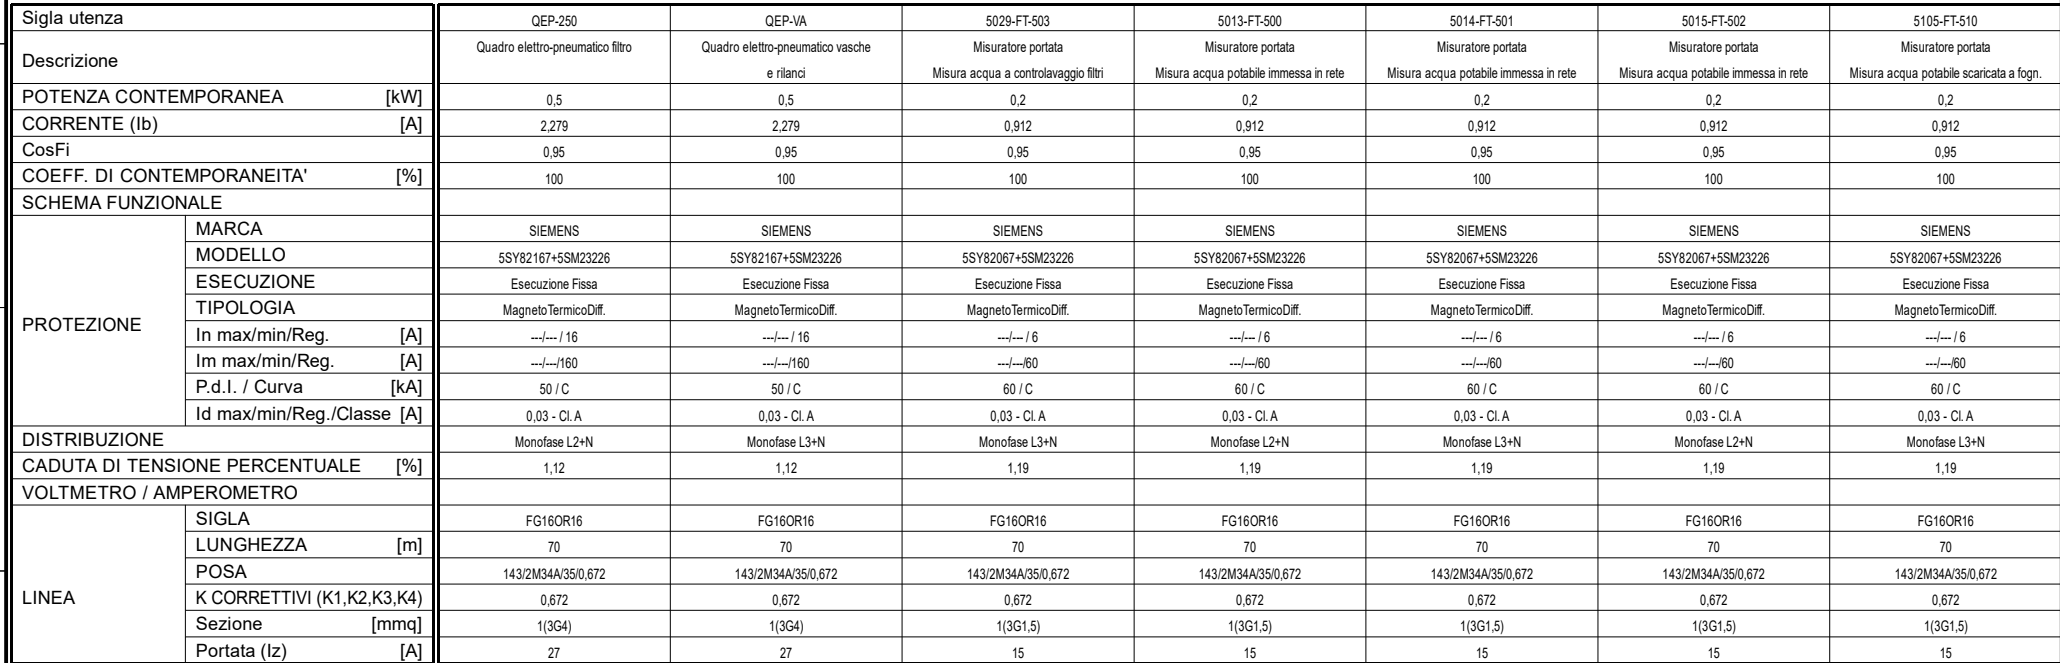 Sigla utenza QEP-250 QEP-VA 5029-FT-503 5013-FT-500 5014-FT-501 5015-FT-502 5105-FT-510
Descrizione
Quadro elettro-pneumatico filtro Quadro elettro-pneumatico vasche Misuratore portata Misuratore portata Misuratore portata Misuratore portata Misuratore portata
e rilanci Misura acqua a controlavaggio filtri Misura acqua potabile immessa in rete Misura acqua potabile immessa in rete Misura acqua potabile immessa in rete Misura acqua potabile scaricata a fogn.
POTENZA CONTEMPORANEA [kW] 0,5 0,5 0,2 0,2 0,2 0,2 0,2
CORRENTE (Ib) [A] 2,279 2,279 0,912 0,912 0,912 0,912 0,912
CosFi 0,95 0,95 0,95 0,95 0,95 0,95 0,95
COEFF. DI CONTEMPORANEITA' [%] 100 100 100 100 100 100 100
SCHEMA FUNZIONALE
PROTEZIONE
MARCA SIEMENS SIEMENS SIEMENS SIEMENS SIEMENS SIEMENS SIEMENS
MODELLO 5SY82167+5SM23226 5SY82167+5SM23226 5SY82067+5SM23226 5SY82067+5SM23226 5SY82067+5SM23226 5SY82067+5SM23226 5SY82067+5SM23226
ESECUZIONE Esecuzione Fissa Esecuzione Fissa Esecuzione Fissa Esecuzione Fissa Esecuzione Fissa Esecuzione Fissa Esecuzione Fissa
TIPOLOGIA MagnetoTermicoDiff. MagnetoTermicoDiff. MagnetoTermicoDiff. MagnetoTermicoDiff. MagnetoTermicoDiff. MagnetoTermicoDiff. MagnetoTermicoDiff.
In max/min/Reg. [A] ---/--- / 16 ---/--- / 16 ---/--- / 6 ---/--- / 6 ---/--- / 6 ---/--- / 6 ---/--- / 6
Im max/min/Reg. [A] ---/---/160 ---/---/160 ---/---/60 ---/---/60 ---/---/60 ---/---/60 ---/---/60
P.d.I. / Curva [kA] 50 / C 50 / C 60 / C 60 / C 60 / C 60 / C 60 / C
Id max/min/Reg./Classe [A] 0,03 - Cl. A 0,03 - Cl. A 0,03 - Cl. A 0,03 - Cl. A 0,03 - Cl. A 0,03 - Cl. A 0,03 - Cl. A
DISTRIBUZIONE Monofase L2+N Monofase L3+N Monofase L3+N Monofase L2+N Monofase L3+N Monofase L2+N Monofase L3+N
CADUTA DI TENSIONE PERCENTUALE [%] 1,12 1,12 1,19 1,19 1,19 1,19 1,19
VOLTMETRO / AMPEROMETRO
LINEA
SIGLA FG16OR16 FG16OR16 FG16OR16 FG16OR16 FG16OR16 FG16OR16 FG16OR16
LUNGHEZZA [m] 70 70 70 70 70 70 70
POSA 143/2M34A/35/0,672 143/2M34A/35/0,672 143/2M34A/35/0,672 143/2M34A/35/0,672 143/2M34A/35/0,672 143/2M34A/35/0,672 143/2M34A/35/0,672
K CORRETTIVI (K1,K2,K3,K4) 0,672 0,672 0,672 0,672 0,672 0,672 0,672
Sezione [mmq] 1(3G4) 1(3G4) 1(3G1,5) 1(3G1,5) 1(3G1,5) 1(3G1,5) 1(3G1,5)
Portata (Iz) [A] 27 27 15 15 15 15 15